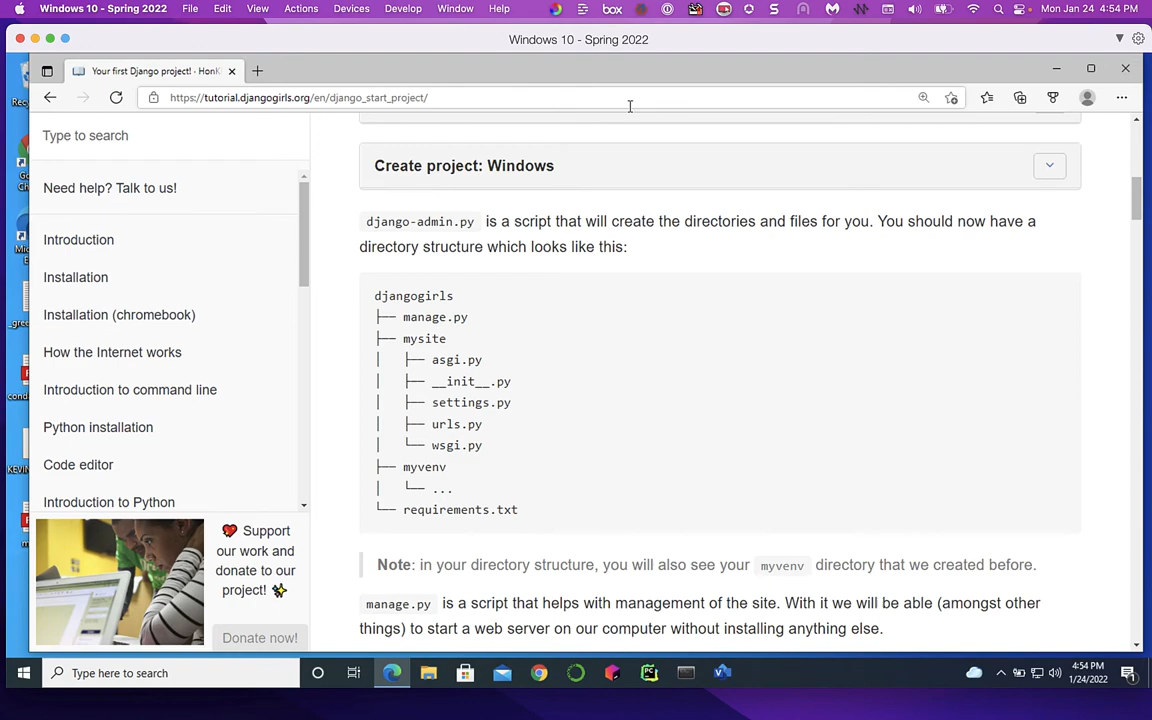 Windows 10 - Spring 2022 File Edit View Actions Devices Develop Window Help box Mon Jan 24 4:54 PM
Windows 10 - Spring 2022
Your first Django project! · HonKi
https://tutorial.djangogirls.org/en/django_start_project/
Type to search
Need help? Talk to us!
Introduction
Installation
Installation (chromebook)
How the Internet works
Introduction to command line
Python installation
Code editor
Introduction to Python
Support
our work and
donate to our
project!
Donate now!
Create project: Windows
django-admin.py is a script that will create the directories and files for you. You should now have a
directory structure which looks like this:
djangogirls
├── manage.py
├── mysite
│   ├── asgi.py
│   ├── __init__.py
│   ├── settings.py
│   ├── urls.py
│   └── wsgi.py
├── myvenv
│   └── ...
└── requirements.txt
Note: in your directory structure, you will also see your myvenv directory that we created before.
manage.py is a script that helps with management of the site. With it we will be able (amongst other
things) to start a web server on our computer without installing anything else.
Type here to search
4:54 PM
1/24/2022